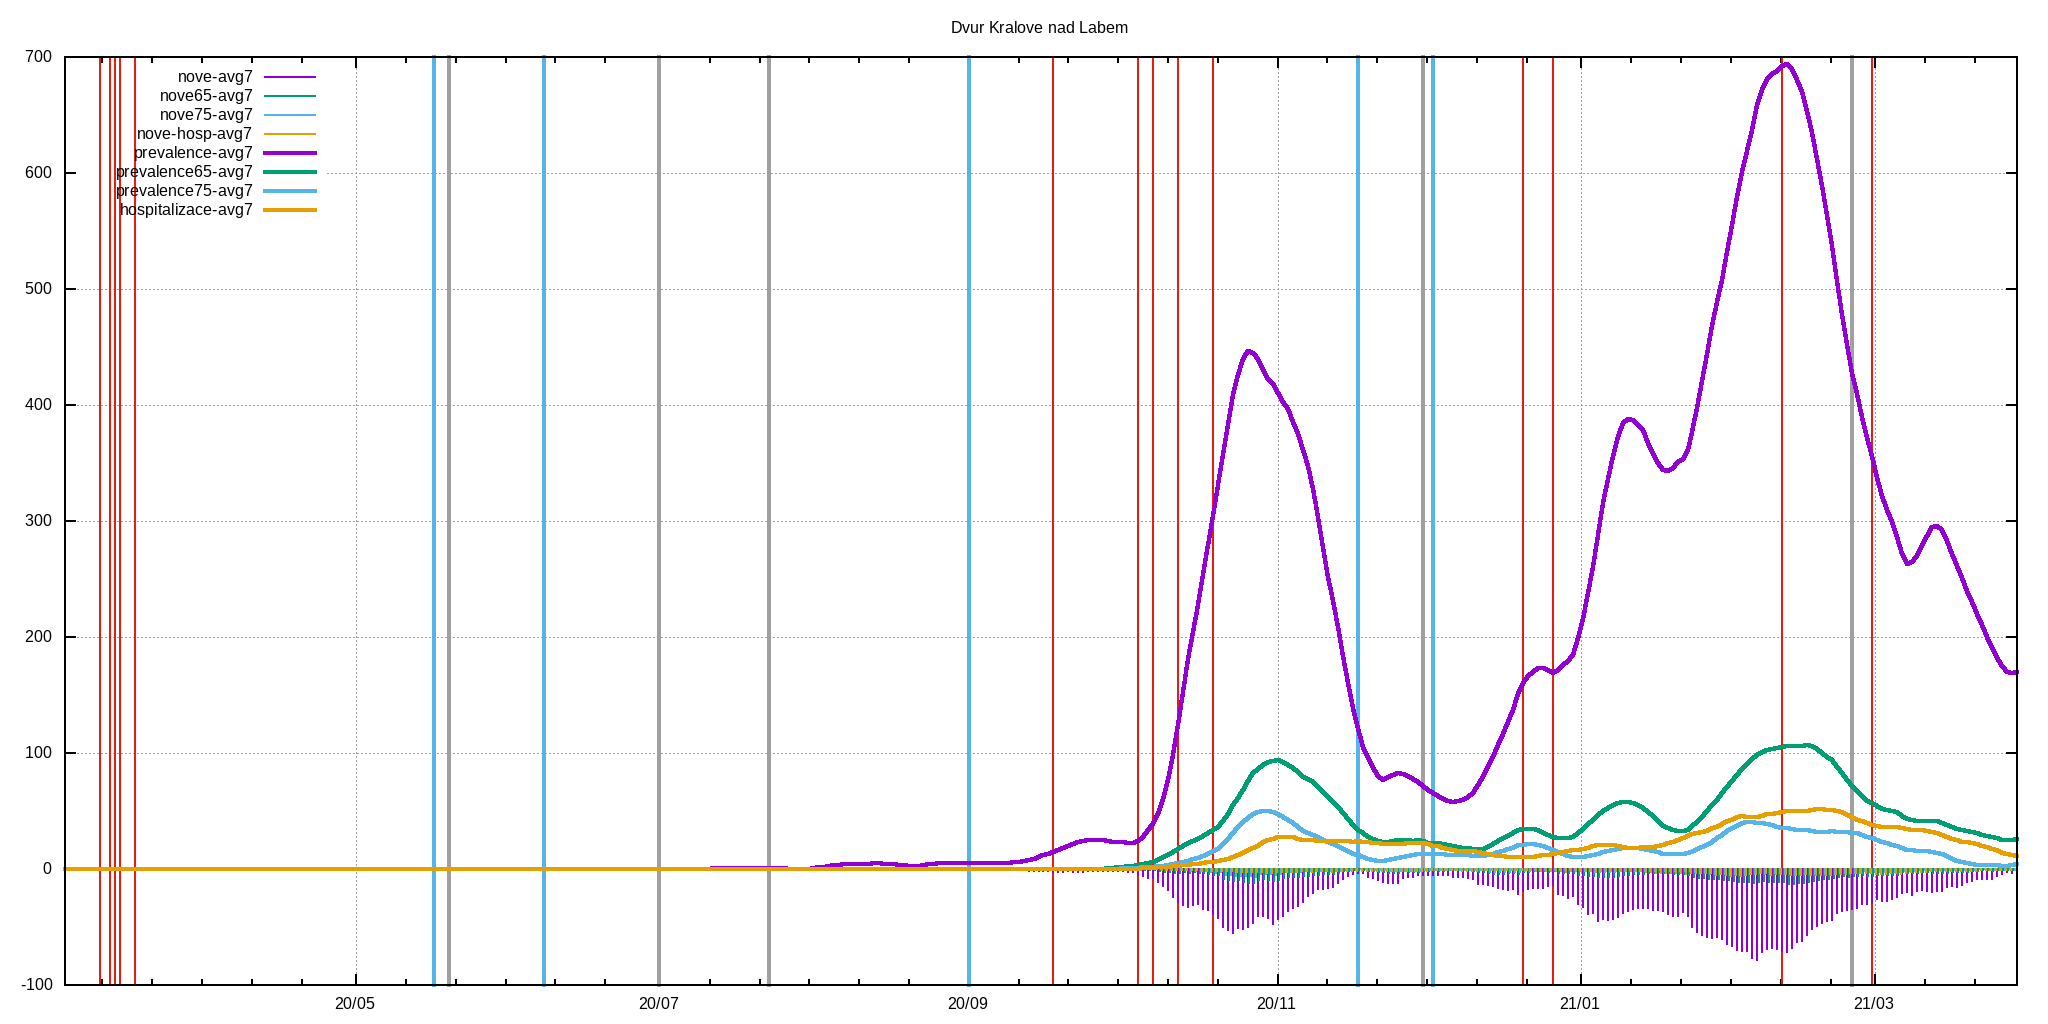 Dvur Kralove nad Labem
700
600
500
400
300
200
100
0
-100
nove-avg7
nove65-avg7
nove75-avg7
nove-hosp-avg7
prevalence-avg7
prevalence65-avg7
prevalence75-avg7
hospitalizace-avg7
20/05
20/07
20/09
20/11
21/01
21/03